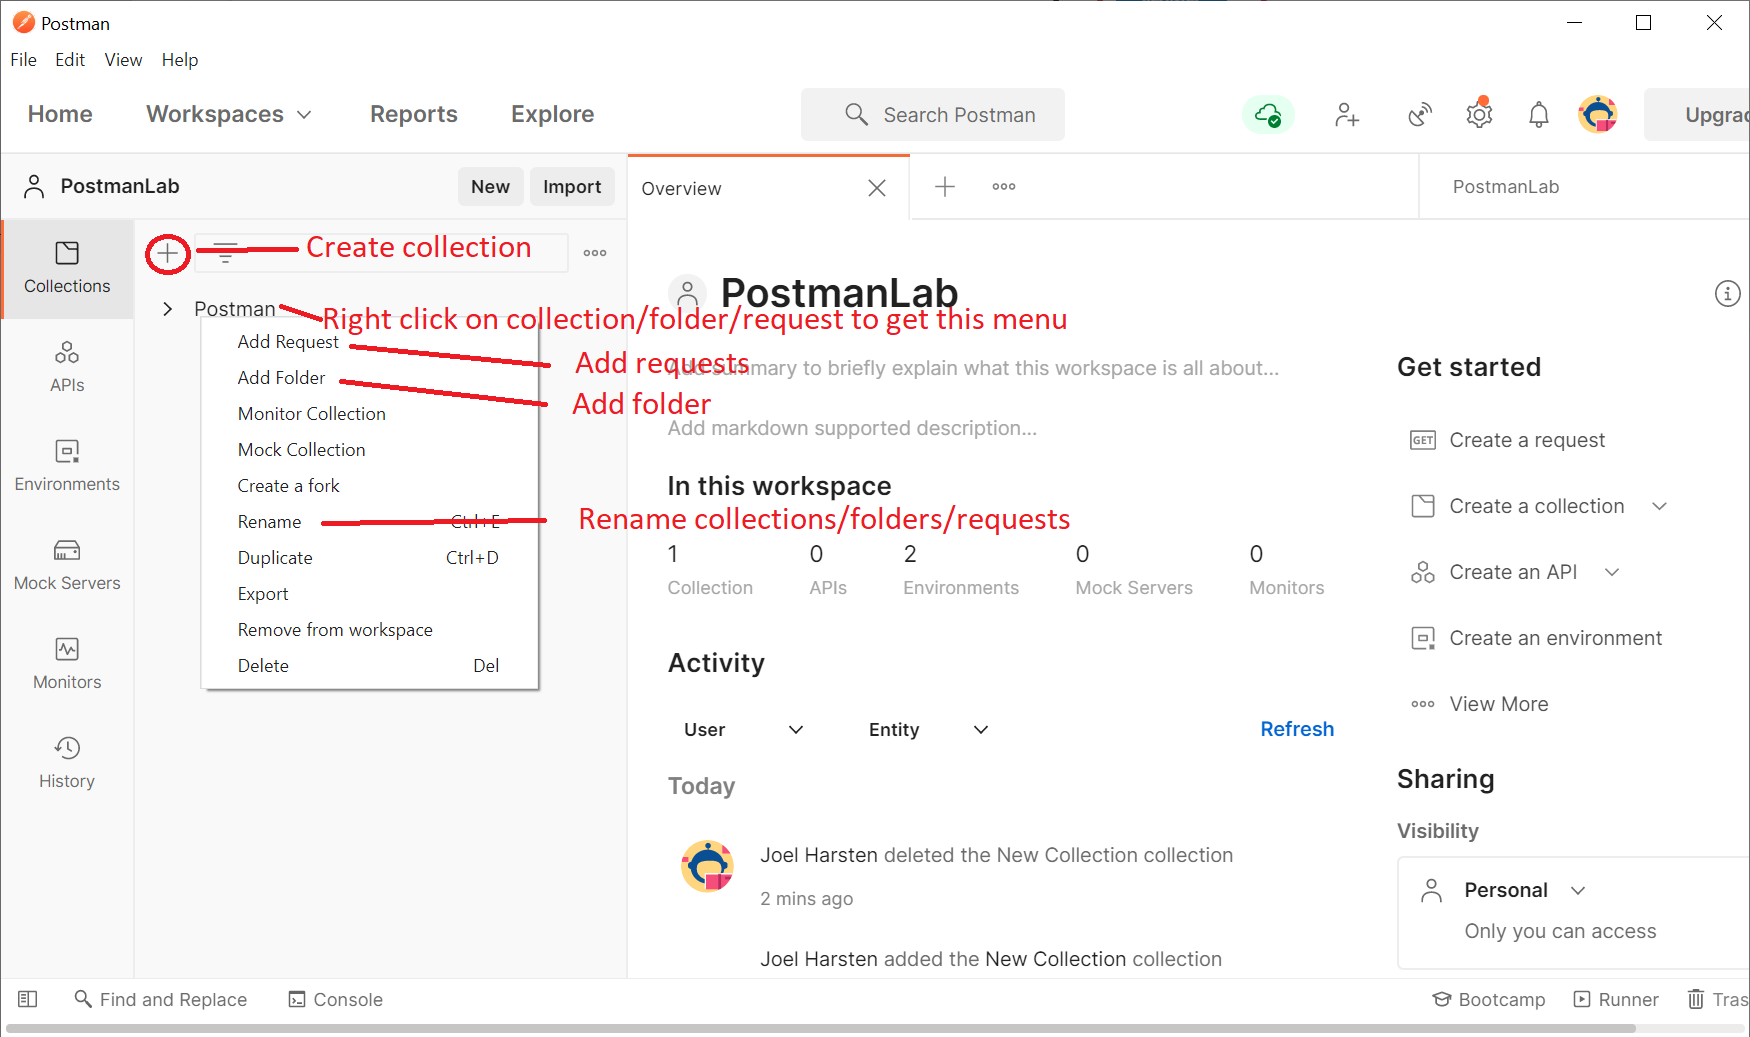 Postman
File Edit View Help
Home Workspaces Reports Explore Search Postman Upgrad
PostmanLab New Import Overview PostmanLab
Create collection
Collections
PostmanLab
Postman
Right click on collection/folder/request to get this menu
Add Request
Add requests
Add summary to briefly explain what this workspace is all about...
Get started
APIs
Add Folder
Add folder
Monitor Collection
Add markdown supported description...
Create a request
Mock Collection
Environments
Create a fork
In this workspace
Create a collection
Rename Ctrl+E
Rename collections/folders/requests
Duplicate Ctrl+D
1 0 2 0 0
Collection APIs Environments Mock Servers Monitors
Create an API
Mock Servers
Export
Remove from workspace
Create an environment
Delete Del
Activity
Monitors
View More
User Entity Refresh
History
Today
Sharing
Visibility
Joel Harsten deleted the New Collection collection
2 mins ago
Personal
Only you can access
Joel Harsten added the New Collection collection
Find and Replace Console Bootcamp Runner Tras
GET